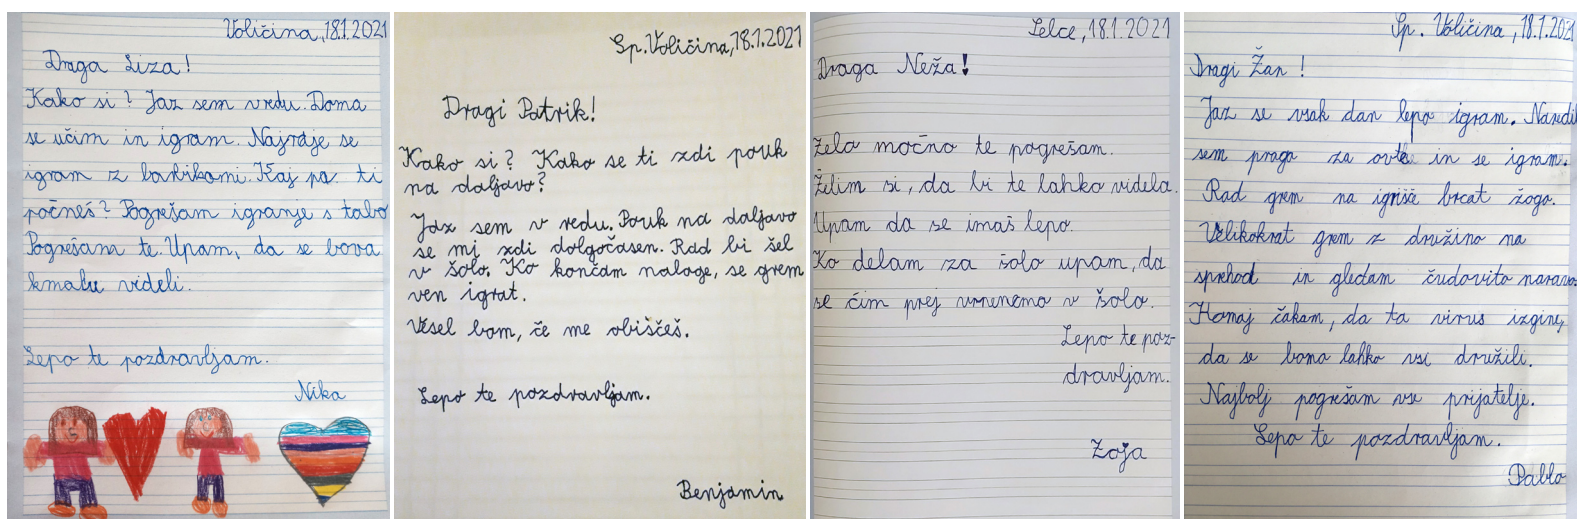 Voličina, 18.1.2021
Draga Liza!
Kako si? Jaz sem vredu. Doma
se učim in igram. Najraje se
igram z barbikami. Kaj pa ti
počneš? Pogrešam igranje s tabo
Pogrešam te. Upam, da se bova
kmalu videli.
Lepo te pozdravljam.
Nika
Sp. Voličina, 18.1.2021
Dragi Patrik!
Kako si? Kako se ti zdi pouk
na daljavo?
Jaz sem v redu. Pouk na daljavo
se mi zdi dolgočasen. Rad bi šel
v šolo. Ko končam naloge, se grem
ven igrat.
Vesel bom, če me obiščeš.
Lepo te pozdravljam.
Benjamin
Selce, 18.1.2021
Draga Neža!
Zelo močno te pogrešam.
Želim si, da bi te lahko videla.
Upam da se imaš lepo.
Ko delam za šolo upam, da
se čim prej vrnemo v šolo.
Lepo te poz-
dravljam.
Zoja
Sp. Voličina, 18.1.2021
Dragi Žan!
Jaz se vsak dan lepo igram. Naredil
sem progo za avte in se igram.
Rad grem na igrišče brcat žogo.
Velikokrat grem z družino na
sprehod in gledam čudovito naravo.
Komaj čakam, da ta virus izgine,
da se bomo lahko vsi družili.
Najbolj pogrešam vse prijatelje.
Lepo te pozdravljam.
Pablo